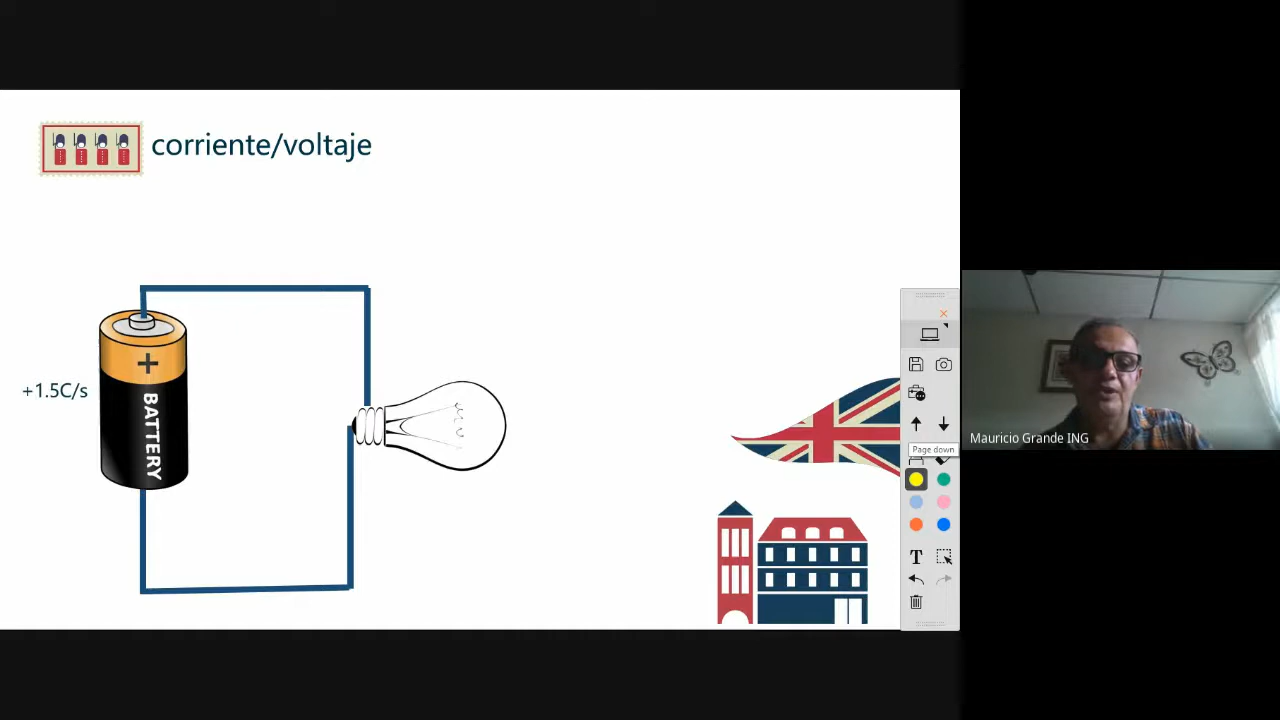 corriente/voltaje
+1.5C/s
+
BATTERY
Page down
T
Mauricio Grande ING